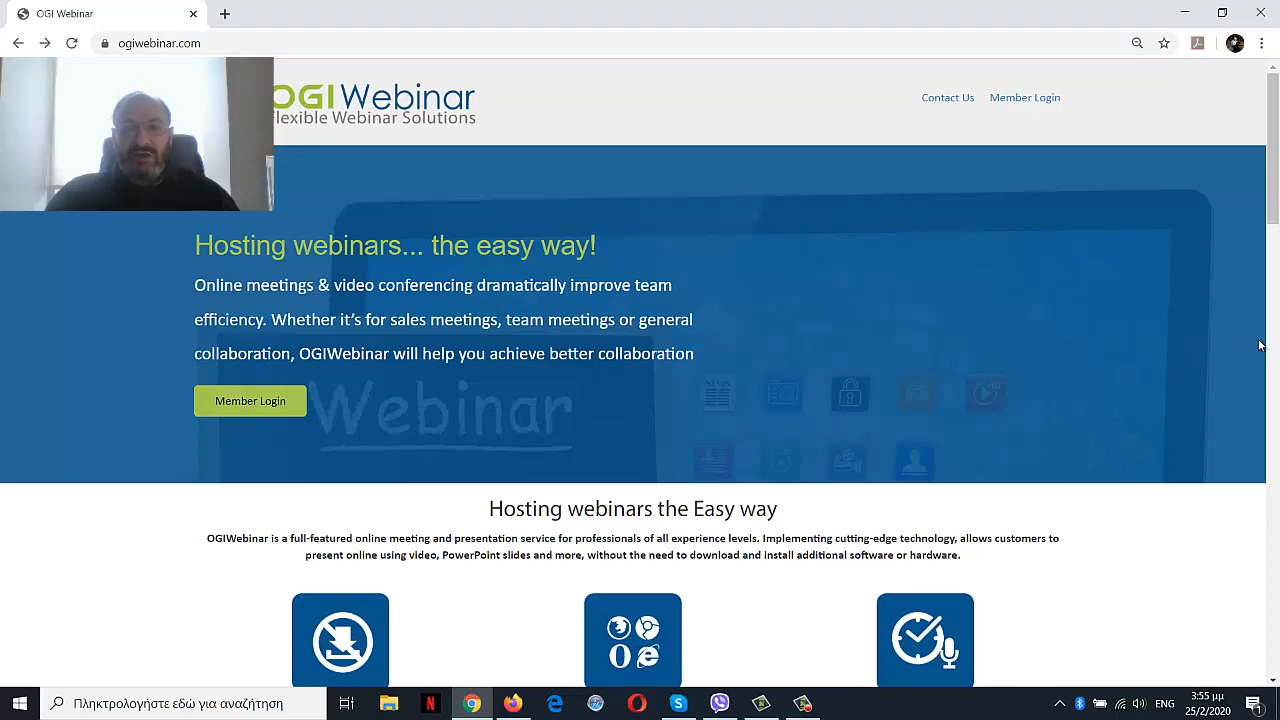 OGI Webinar
ogiwebinar.com
OGIWebinar
Flexible Webinar Solutions
Contact Us
Member Login
Hosting webinars... the easy way!
Online meetings & video conferencing dramatically improve team
efficiency. Whether it's for sales meetings, team meetings or general
collaboration, OGIWebinar will help you achieve better collaboration
Member Login
Webinar
NEWS
Hosting webinars the Easy way
OGIWebinar is a full-featured online meeting and presentation service for professionals of all experience levels. Implementing cutting-edge technology, allows customers to
present online using video, PowerPoint slides and more, without the need to download and install additional software or hardware.
Πληκτρολογήστε εδώ για αναζήτηση
ENG
3:55 μμ
25/2/2020